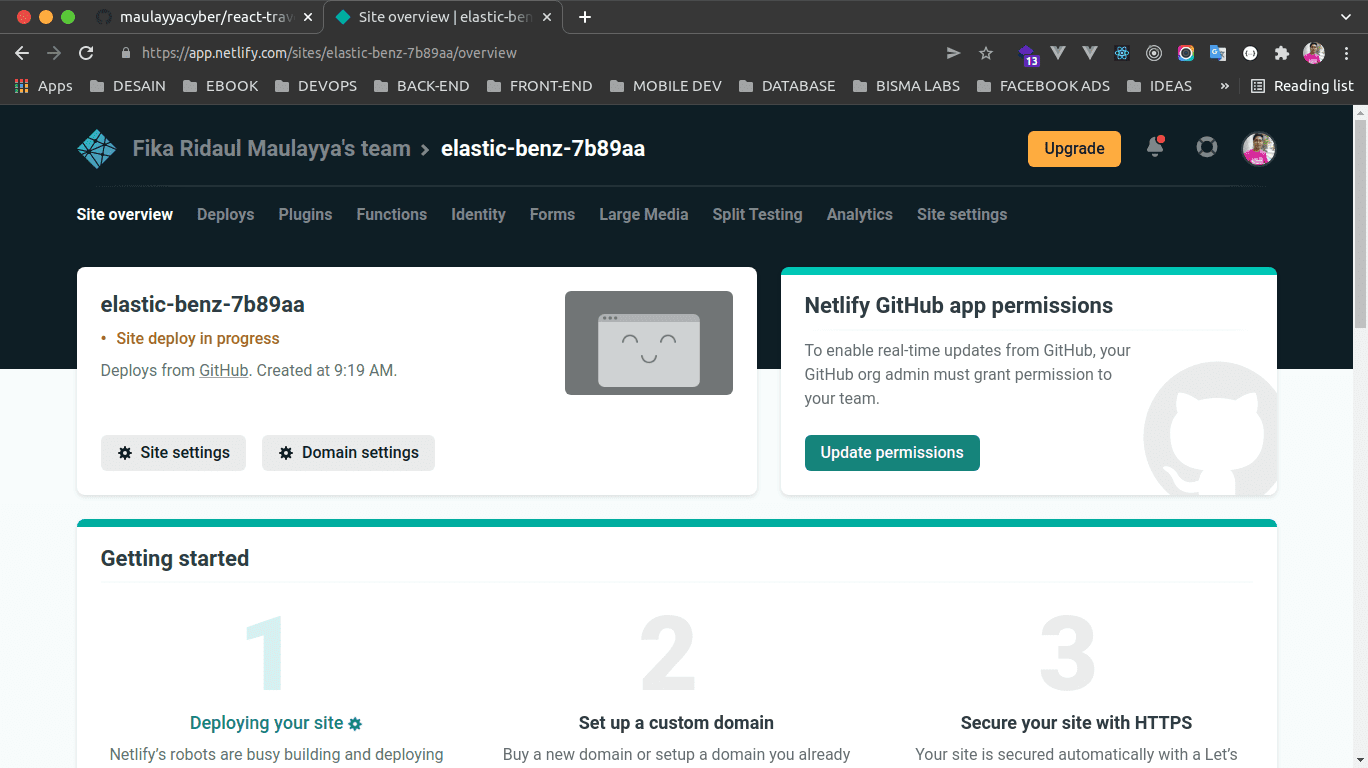 maulayyacyber/react-trav
Site overview | elastic-ben
https://app.netlify.com/sites/elastic-benz-7b89aa/overview
13
Apps DESAIN EBOOK DEVOPS BACK-END FRONT-END MOBILE DEV DATABASE BISMA LABS FACEBOOK ADS IDEAS » Reading list
Fika Ridaul Maulayya's team > elastic-benz-7b89aa
Upgrade
Site overview Deploys Plugins Functions Identity Forms Large Media Split Testing Analytics Site settings
elastic-benz-7b89aa
• Site deploy in progress
Deploys from GitHub. Created at 9:19 AM.
Site settings Domain settings
Netlify GitHub app permissions
To enable real-time updates from GitHub, your
GitHub org admin must grant permission to
your team.
Update permissions
Getting started
1
Deploying your site
Netlify’s robots are busy building and deploying
2
Set up a custom domain
Buy a new domain or setup a domain you already
3
Secure your site with HTTPS
Your site is secured automatically with a Let’s